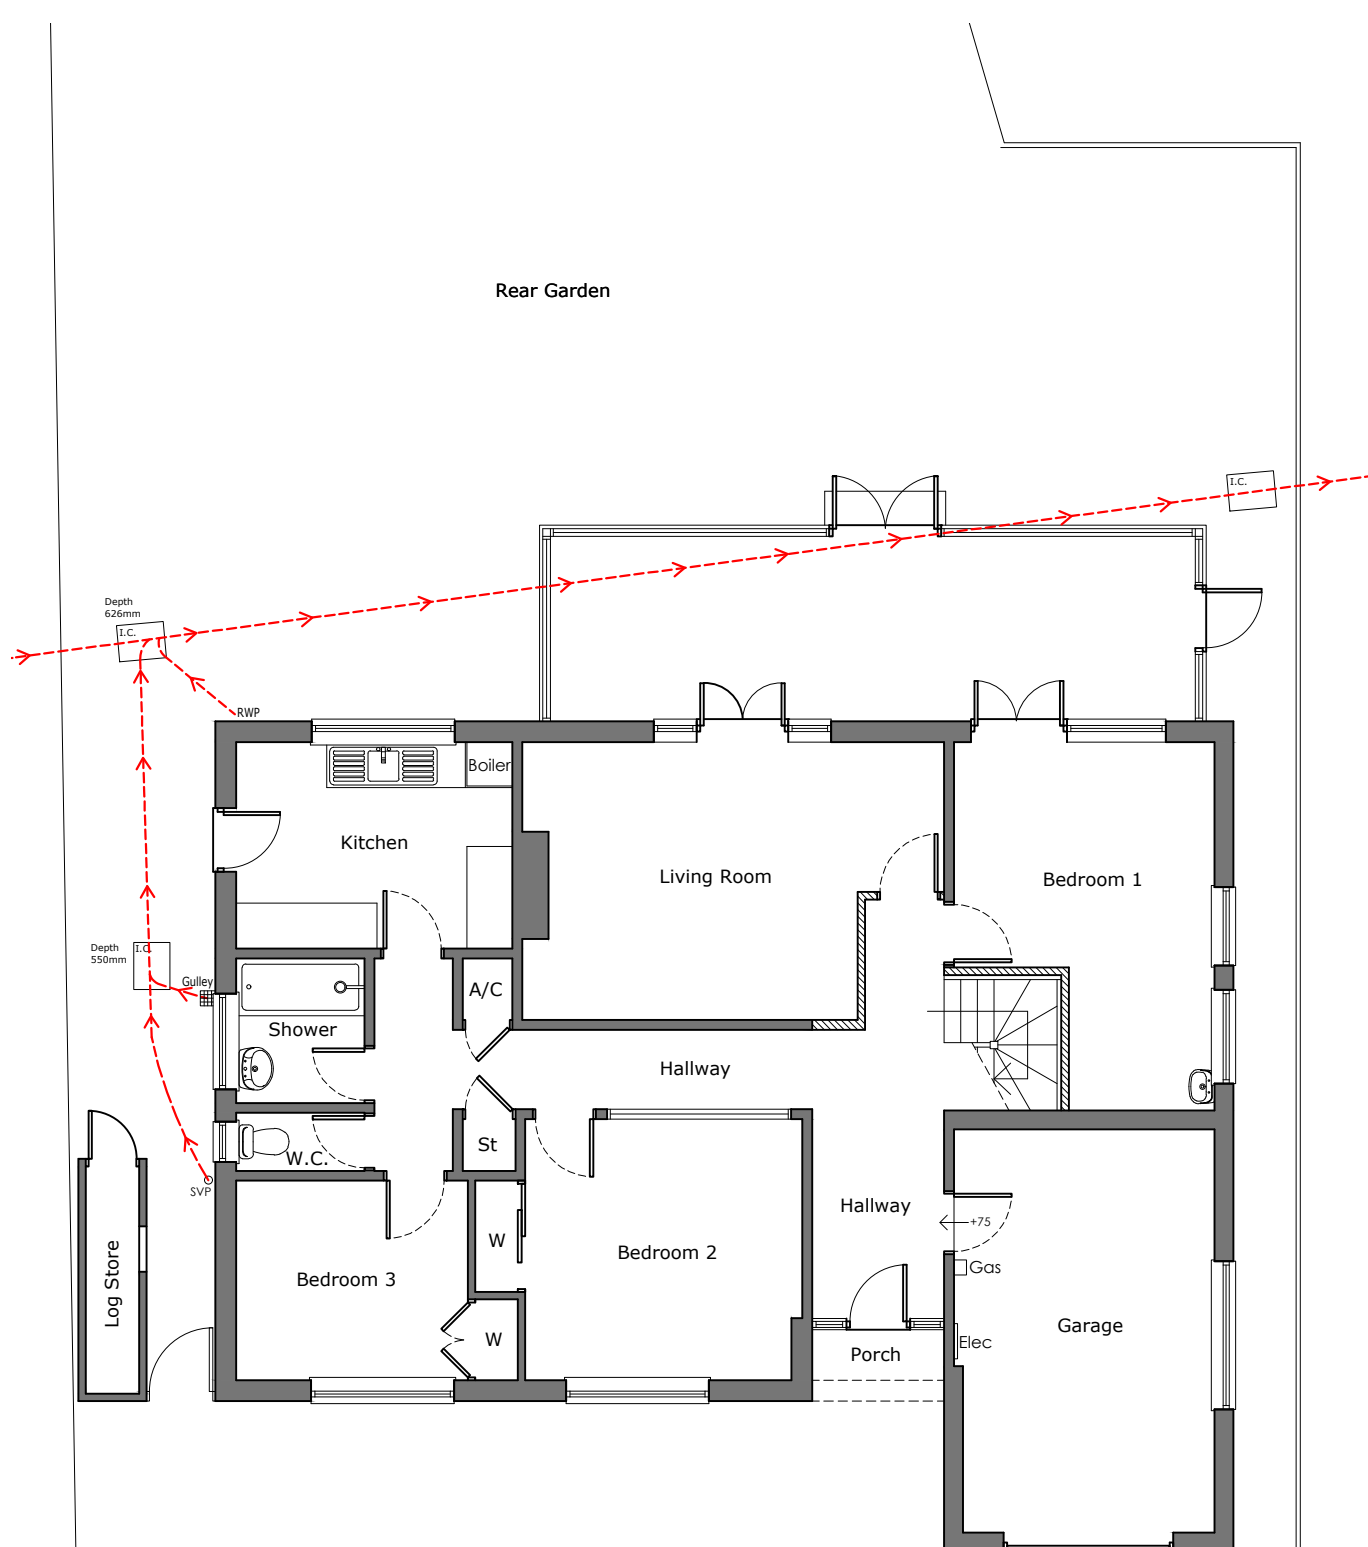 Rear Garden
I.C.
Depth
626mm
I.C.
RWP
Boiler
Kitchen
Living Room
Bedroom 1
Depth
550mm
I.C.
Gulley
A/C
Shower
Hallway
St
W.C.
SVP
Hallway
+75
W
Bedroom 2
Gas
Bedroom 3
Log Store
Garage
W
Elec
Porch